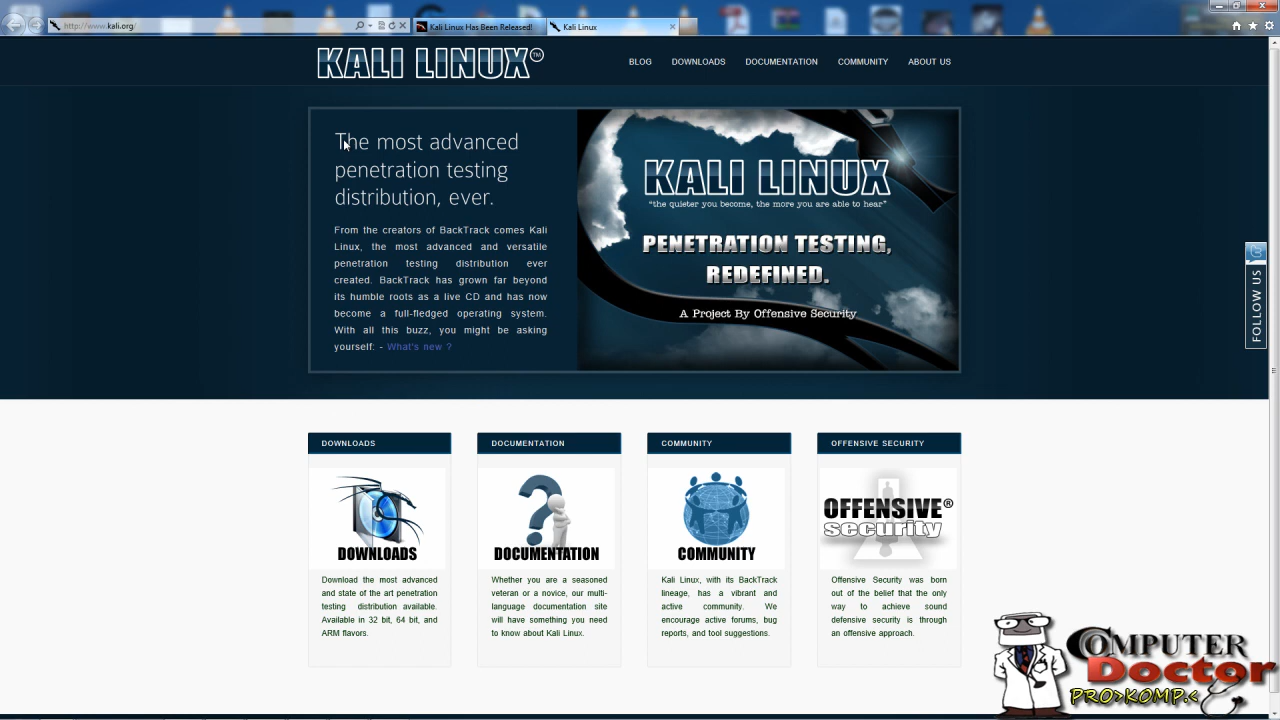 http://www.kali.org/
Kali Linux Has Been Released!
Kali Linux
KALI LINUX™
BLOG DOWNLOADS DOCUMENTATION COMMUNITY ABOUT US
The most advanced
penetration testing
distribution, ever.
From the creators of BackTrack comes Kali
Linux, the most advanced and versatile
penetration testing distribution ever
created. BackTrack has grown far beyond
its humble roots as a live CD and has now
become a full-fledged operating system.
With all this buzz, you might be asking
yourself: - What's new ?
KALI LINUX
"the quieter you become, the more you are able to hear"
PENETRATION TESTING,
REDEFINED.
A Project By Offensive Security
FOLLOW US
DOWNLOADS
DOWNLOADS
Download the most advanced
and state of the art penetration
testing distribution available.
Available in 32 bit, 64 bit, and
ARM flavors.
DOCUMENTATION
DOCUMENTATION
Whether you are a seasoned
veteran or a novice, our multi-
language documentation site
will have something you need
to know about Kali Linux.
COMMUNITY
COMMUNITY
Kali Linux, with its BackTrack
lineage, has a vibrant and
active community. We
encourage active forums, bug
reports, and tool suggestions.
OFFENSIVE SECURITY
OFFENSIVE®
security
Offensive Security was born
out of the belief that the only
way to achieve sound
defensive security is through
an offensive approach.
COMPUTER
Doctor
PRO>KOMP.<